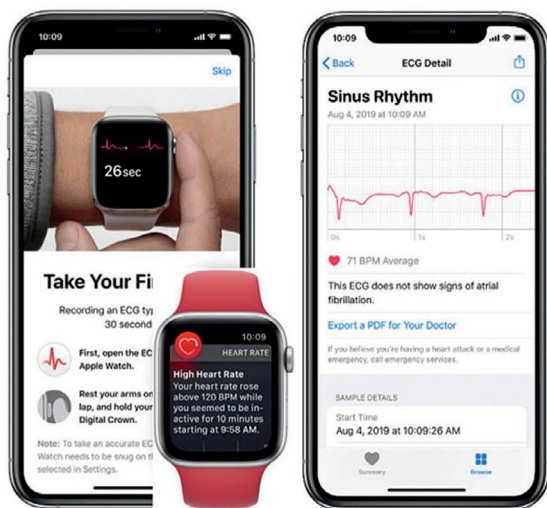 10:09
Skip
26sec
Take Your Fi
Recording an ECG typ
30 second
First, open the EC
Apple Watch.
Rest your arms on
lap, and hold your
Digital Crown.
Note: To take an accurate EC
Watch needs to be snug on th
selected in Settings.
10:09
HEART RATE
High Heart Rate
Your heart rate rose
above 120 BPM while
you seemed to be in-
active for 10 minutes
starting at 9:58 AM.
10:09
Back
ECG Detail
Sinus Rhythm
Aug 4, 2019 at 10:09 AM
0s
1s
2s
71 BPM Average
This ECG does not show signs of atrial
fibrillation.
Export a PDF for Your Doctor
If you believe you're having a heart attack or a medical
emergency, call emergency services.
SAMPLE DETAILS
Start Time
Aug 4, 2019 at 10:09:26 AM
Summary
Browse